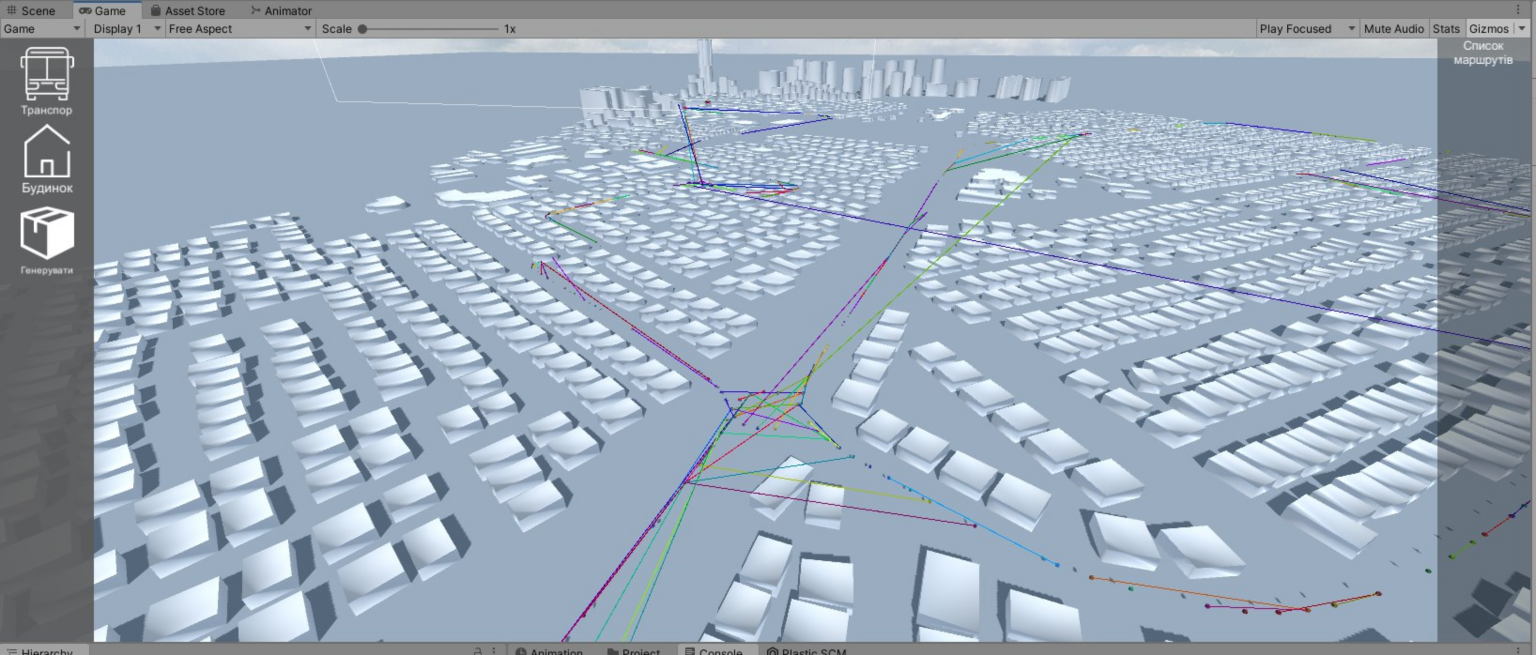 Scene Game Asset Store Animator
Game Display 1 Free Aspect Scale 1x Play Focused Mute Audio Stats Gizmos
Транспор
Будинок
Генерувати
Список
маршрутів
Hierarchy Animation Project Console Plastic SCM